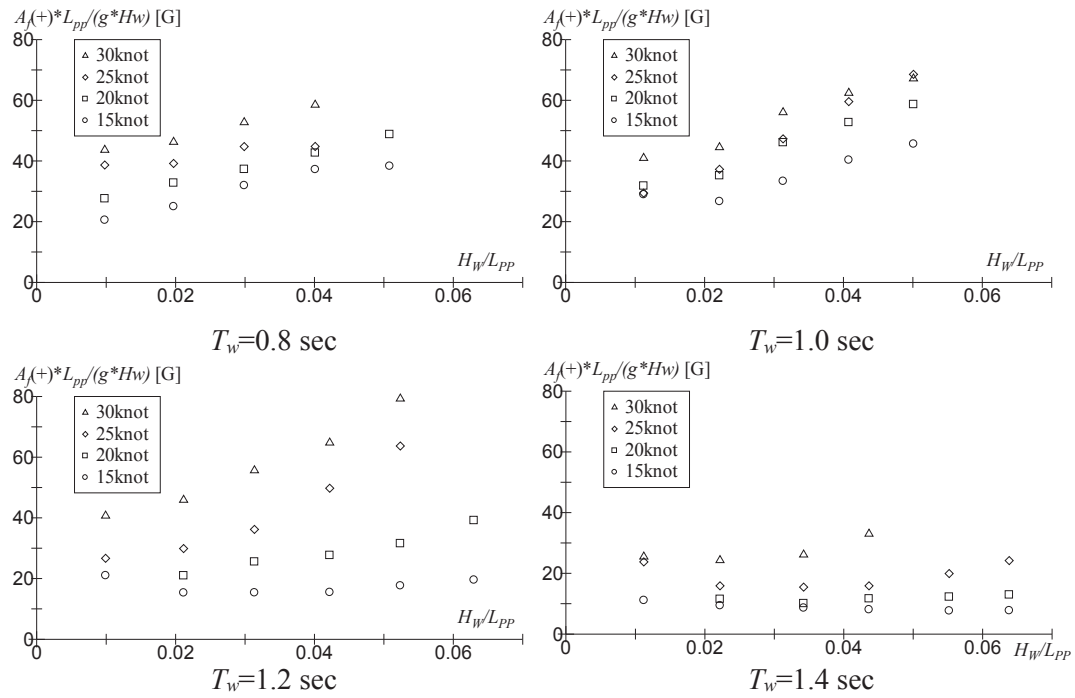 A_f(+)*L_pp/(g*Hw) [G]
80
60
40
20
0
△ 30knot
◇ 25knot
□ 20knot
○ 15knot
H_W/L_PP
0 0.02 0.04 0.06
T_w=0.8 sec
A_f(+)*L_pp/(g*Hw) [G]
80
60
40
20
0
△ 30knot
◇ 25knot
□ 20knot
○ 15knot
H_W/L_PP
0 0.02 0.04 0.06
T_w=1.0 sec
A_f(+)*L_pp/(g*Hw) [G]
80
60
40
20
0
△ 30knot
◇ 25knot
□ 20knot
○ 15knot
H_W/L_PP
0 0.02 0.04 0.06
T_w=1.2 sec
A_f(+)*L_pp/(g*Hw) [G]
80
60
40
20
0
△ 30knot
◇ 25knot
□ 20knot
○ 15knot
0 0.02 0.04 0.06 H_W/L_PP
T_w=1.4 sec